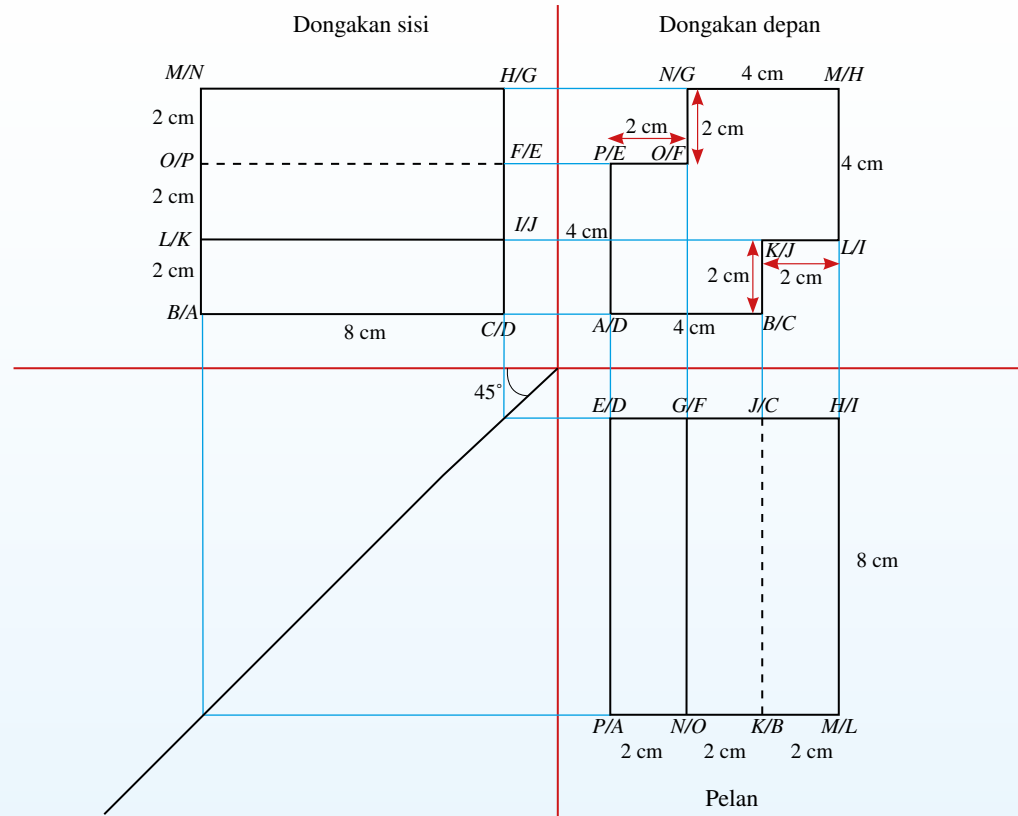 Dongakan sisi
Dongakan depan
M/N
H/G
N/G
4 cm
M/H
2 cm
2 cm
2 cm
O/P
F/E
P/E
O/F
4 cm
2 cm
L/K
I/J
4 cm
K/J
L/I
2 cm
2 cm
2 cm
B/A
8 cm
C/D
A/D
4 cm
B/C
45°
E/D
G/F
J/C
H/I
8 cm
P/A
N/O
K/B
M/L
2 cm
2 cm
2 cm
Pelan